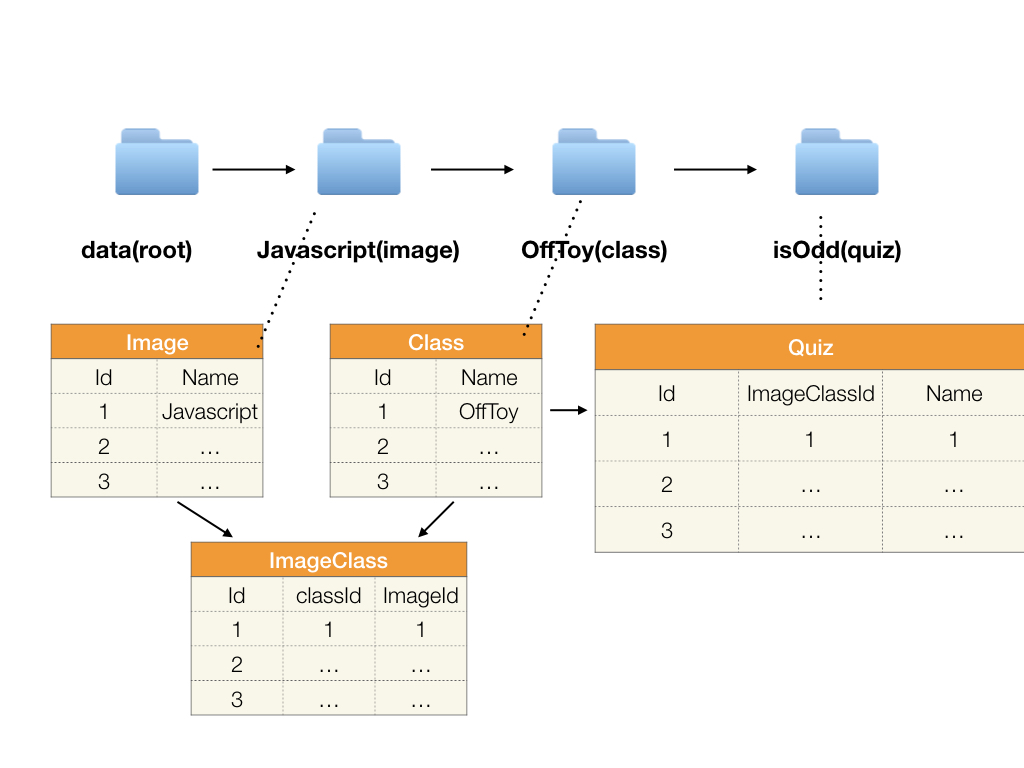 data(root) Javascript(image) OffToy(class) isOdd(quiz)
Image
Id Name
1 Javascript
2 ...
3 ...
Class
Id Name
1 OffToy
2 ...
3 ...
Quiz
Id ImageClassId Name
1 1 1
2 ... ...
3 ... ...
ImageClass
Id classId ImageId
1 1 1
2 ... ...
3 ... ...